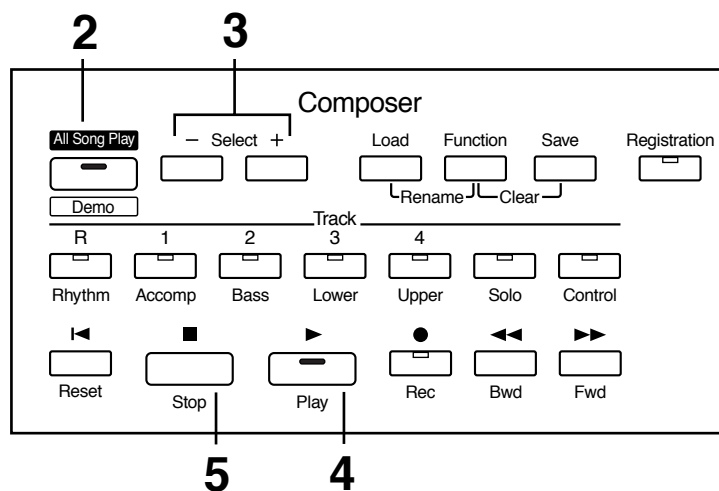 2 3
Composer
All Song Play − Select + Load Function Save Registration
Rename Clear
Demo
Track
R 1 2 3 4
Rhythm Accomp Bass Lower Upper Solo Control
Reset Stop Play Rec Bwd Fwd
5 4